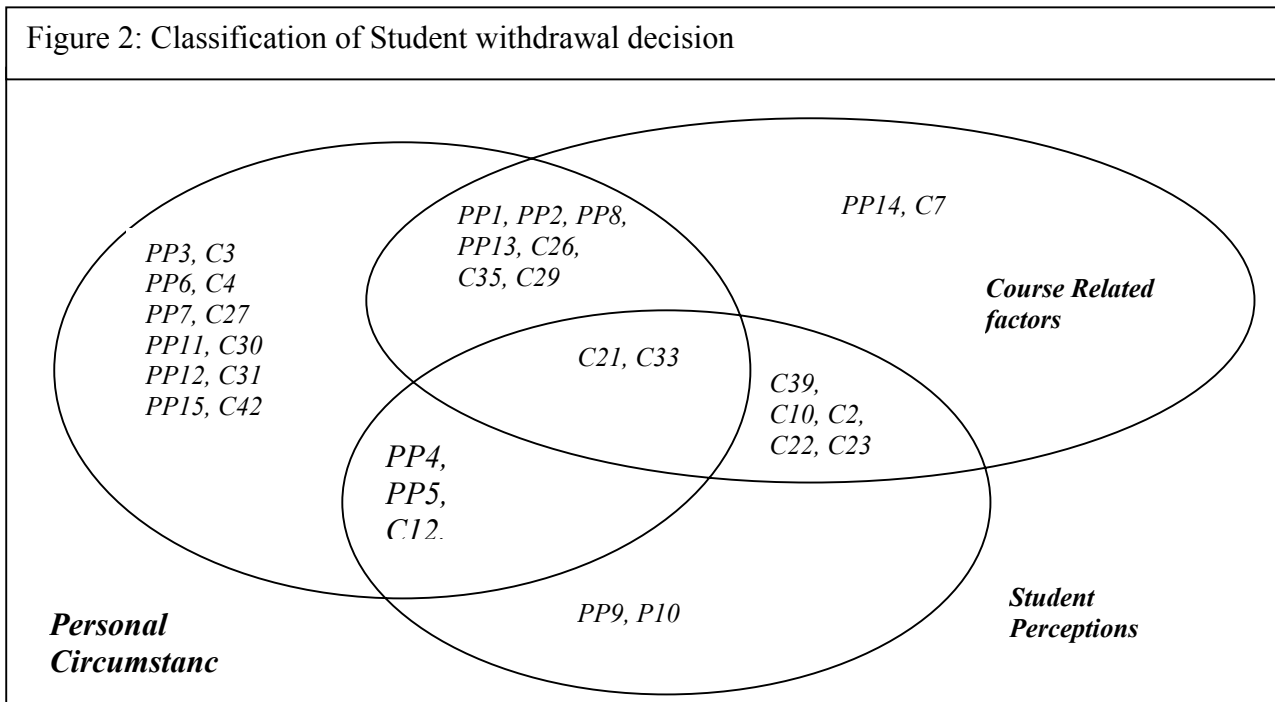 Figure 2: Classification of Student withdrawal decision
PP1, PP2, PP8,
PP13, C26,
C35, C29
PP14, C7
PP3, C3
PP6, C4
PP7, C27
PP11, C30
PP12, C31
PP15, C42
Course Related
factors
C21, C33
C39,
C10, C2,
C22, C23
PP4,
PP5,
C12.
PP9, P10
Student
Perceptions
Personal
Circumstanc